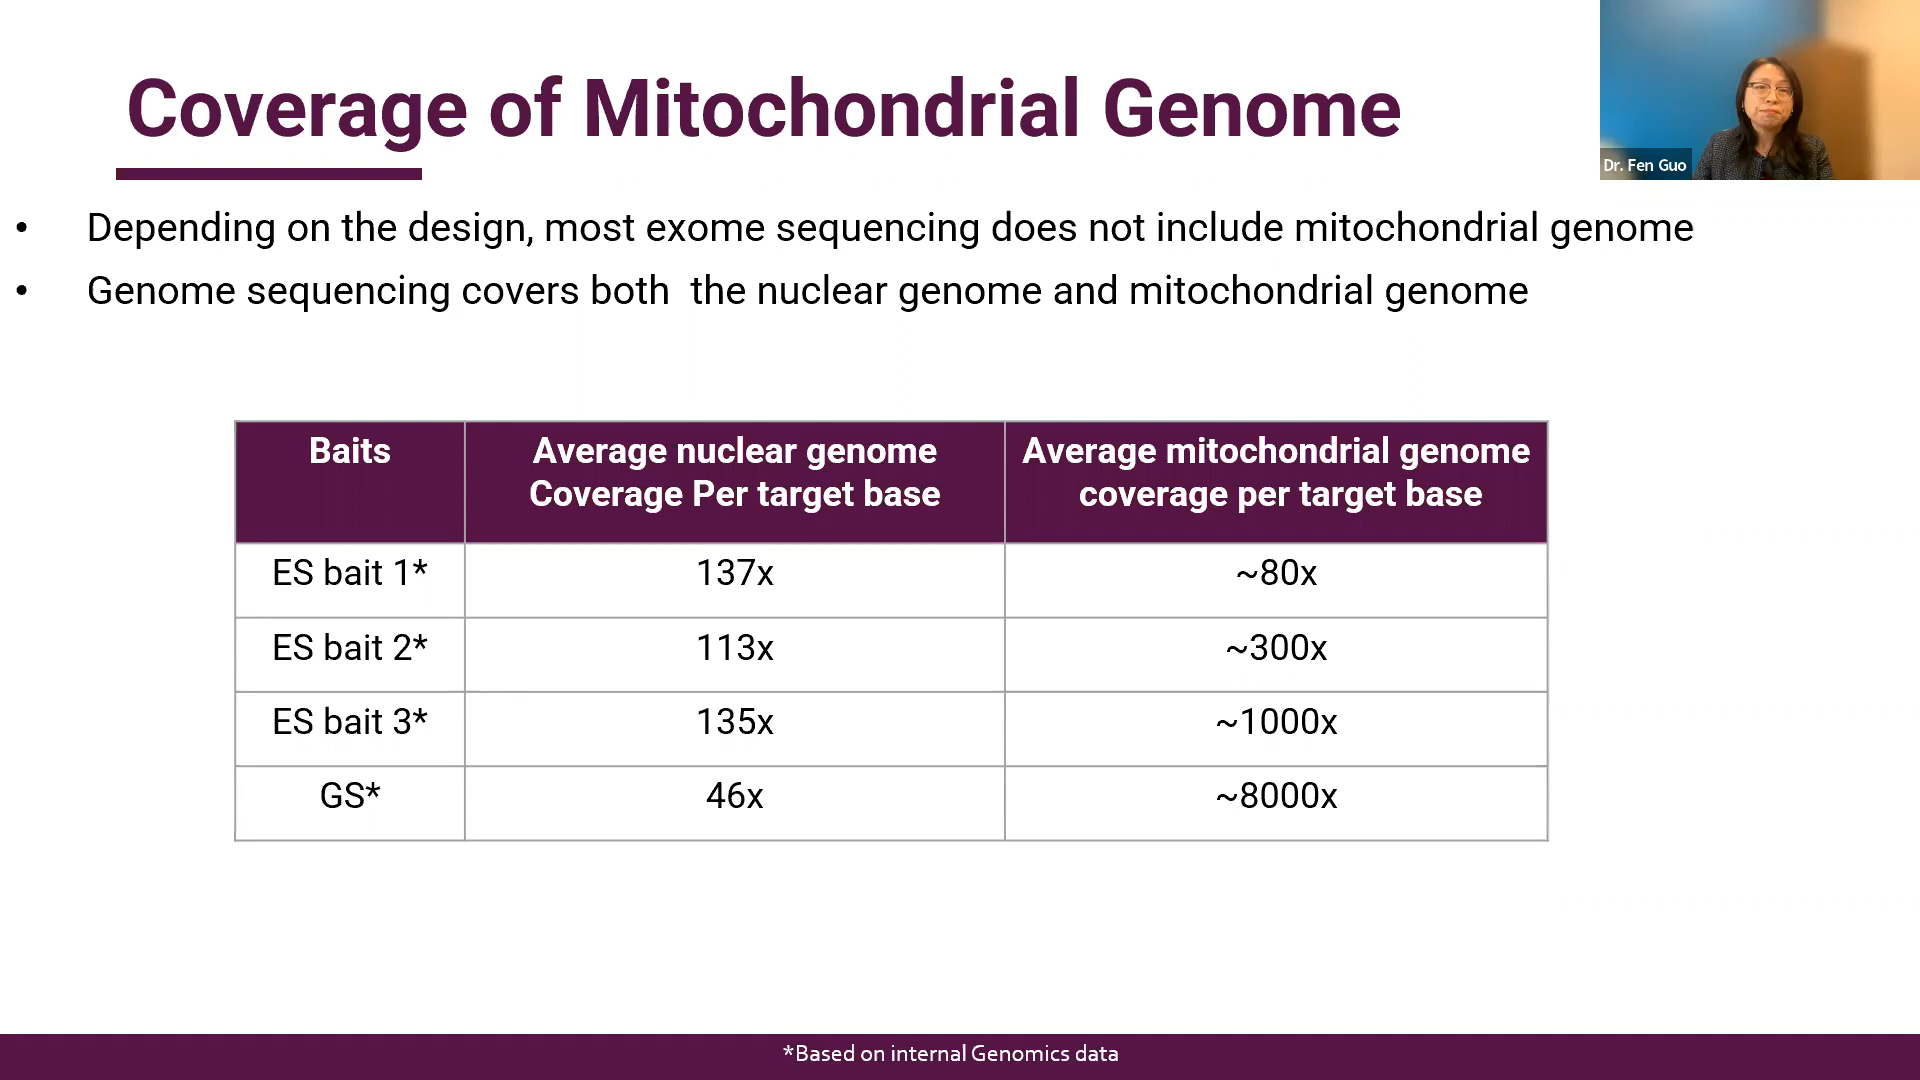 Coverage of Mitochondrial Genome
Dr. Fen Guo
• Depending on the design, most exome sequencing does not include mitochondrial genome
• Genome sequencing covers both  the nuclear genome and mitochondrial genome
Baits
Average nuclear genome
Coverage Per target base
Average mitochondrial genome
coverage per target base
ES bait 1* 137x ~80x
ES bait 2* 113x ~300x
ES bait 3* 135x ~1000x
GS* 46x ~8000x
*Based on internal Genomics data